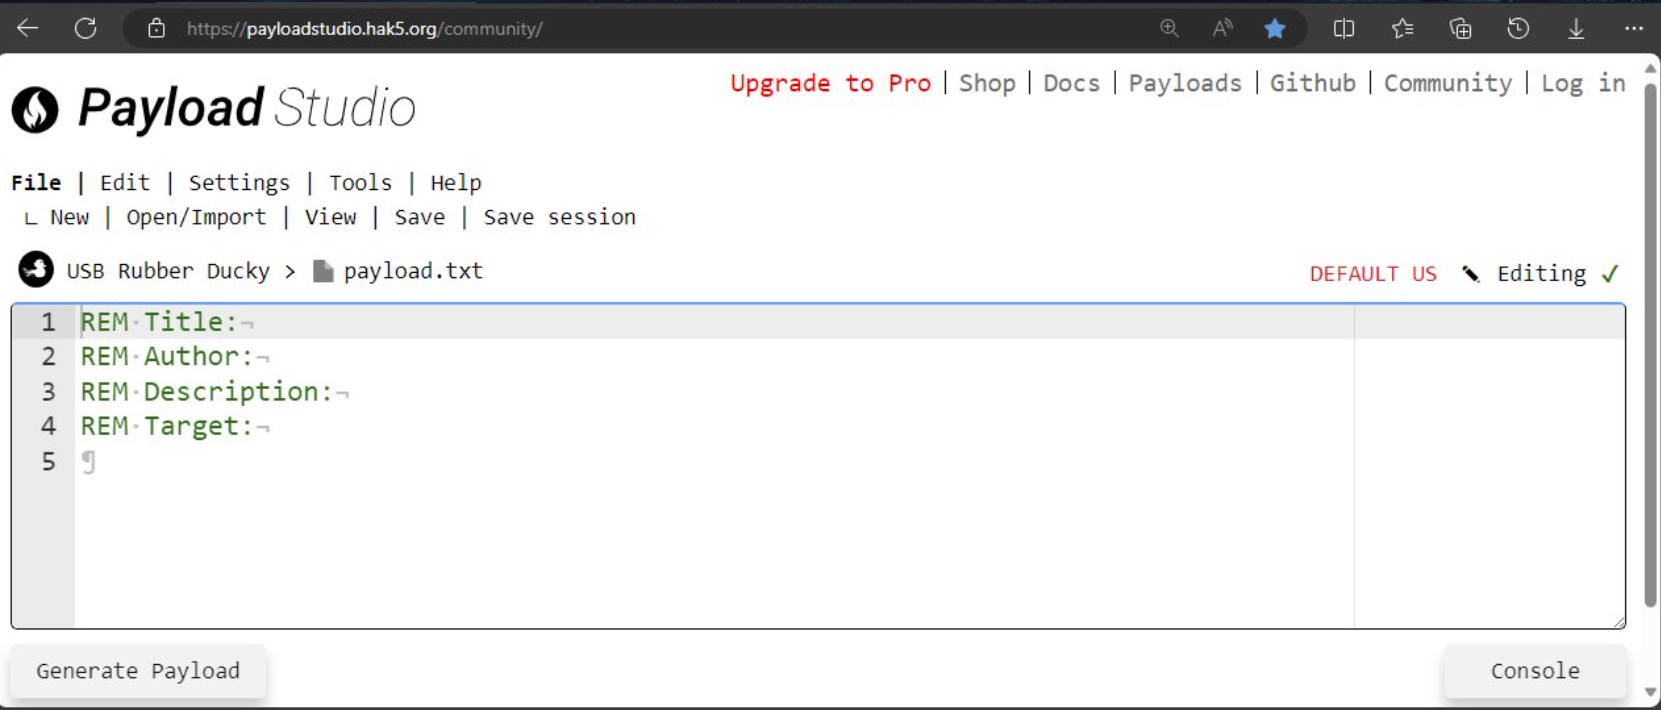 https://payloadstudio.hak5.org/community/
Upgrade to Pro | Shop | Docs | Payloads | Github | Community | Log in
Payload Studio
File | Edit | Settings | Tools | Help
∟ New | Open/Import | View | Save | Save session
USB Rubber Ducky > payload.txt
DEFAULT US Editing ✓
1 REM·Title:¬
2 REM·Author:¬
3 REM·Description:¬
4 REM·Target:¬
5 ¶
Generate Payload
Console